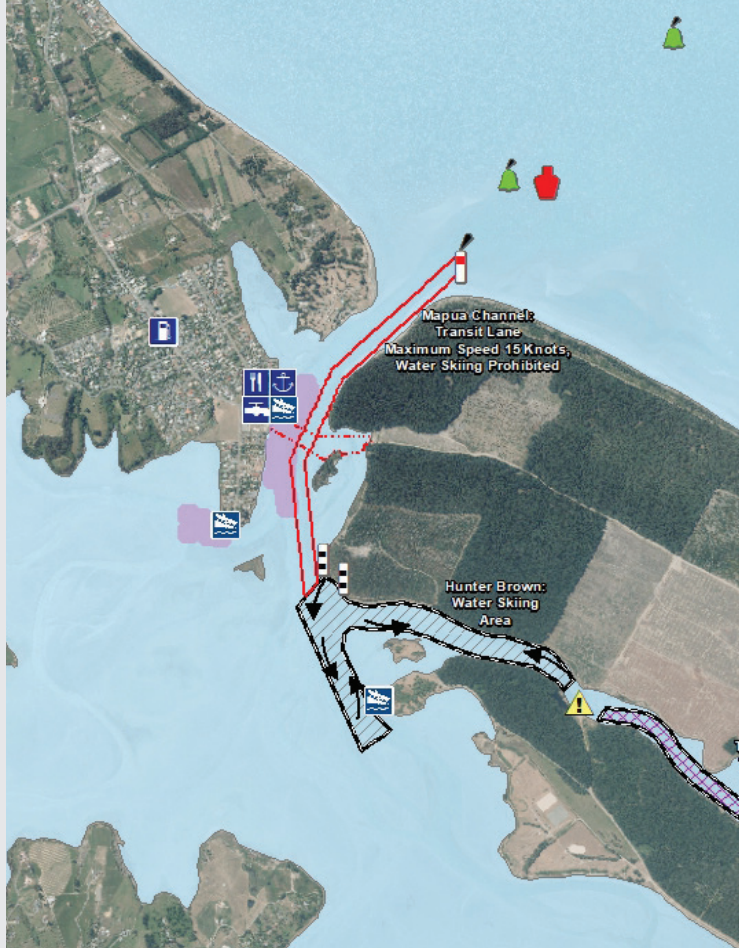 Mapua Channel:
Transit Lane
Maximum Speed 15 Knots,
Water Skiing Prohibited
Hunter Brown:
Water Skiing
Area